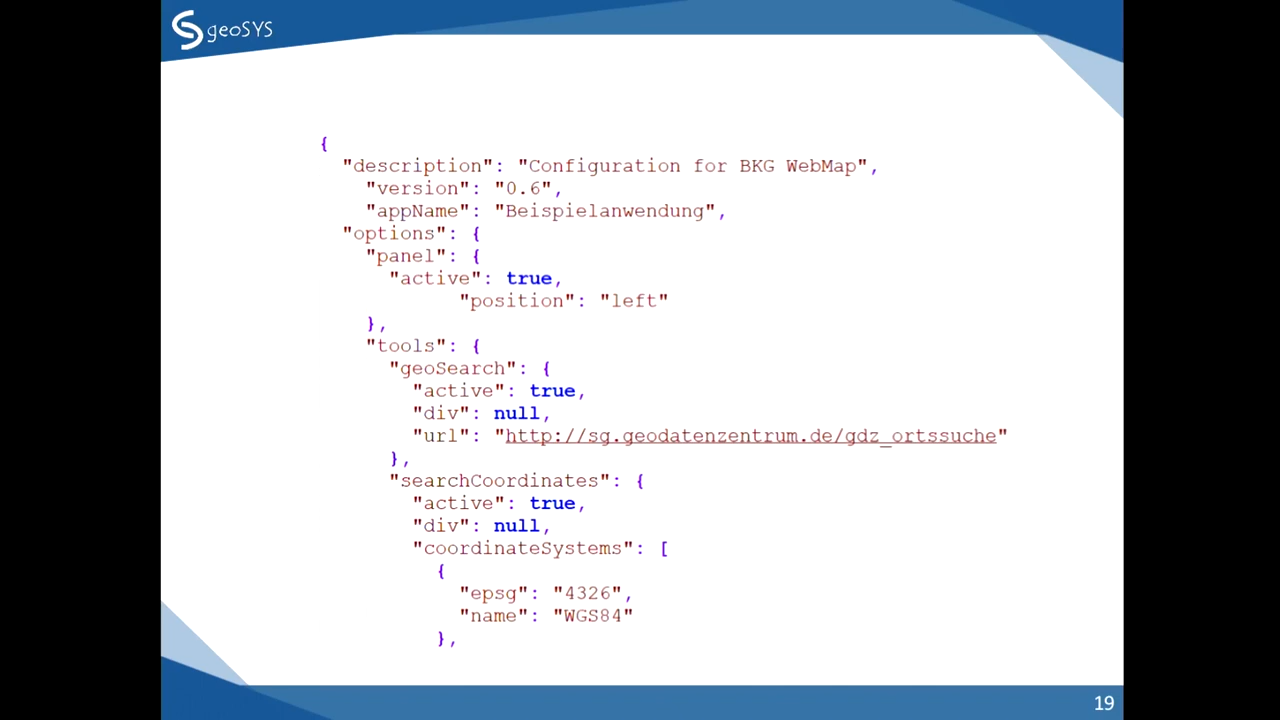 geoSYS
{
"description": "Configuration for BKG WebMap",
"version": "0.6",
"appName": "Beispielanwendung",
"options": {
"panel": {
"active": true,
"position": "left"
},
"tools": {
"geoSearch": {
"active": true,
"div": null,
"url": "http://sg.geodatenzentrum.de/gdz_ortssuche"
},
"searchCoordinates": {
"active": true,
"div": null,
"coordinateSystems": [
{
"epsg": "4326",
"name": "WGS84"
},
19